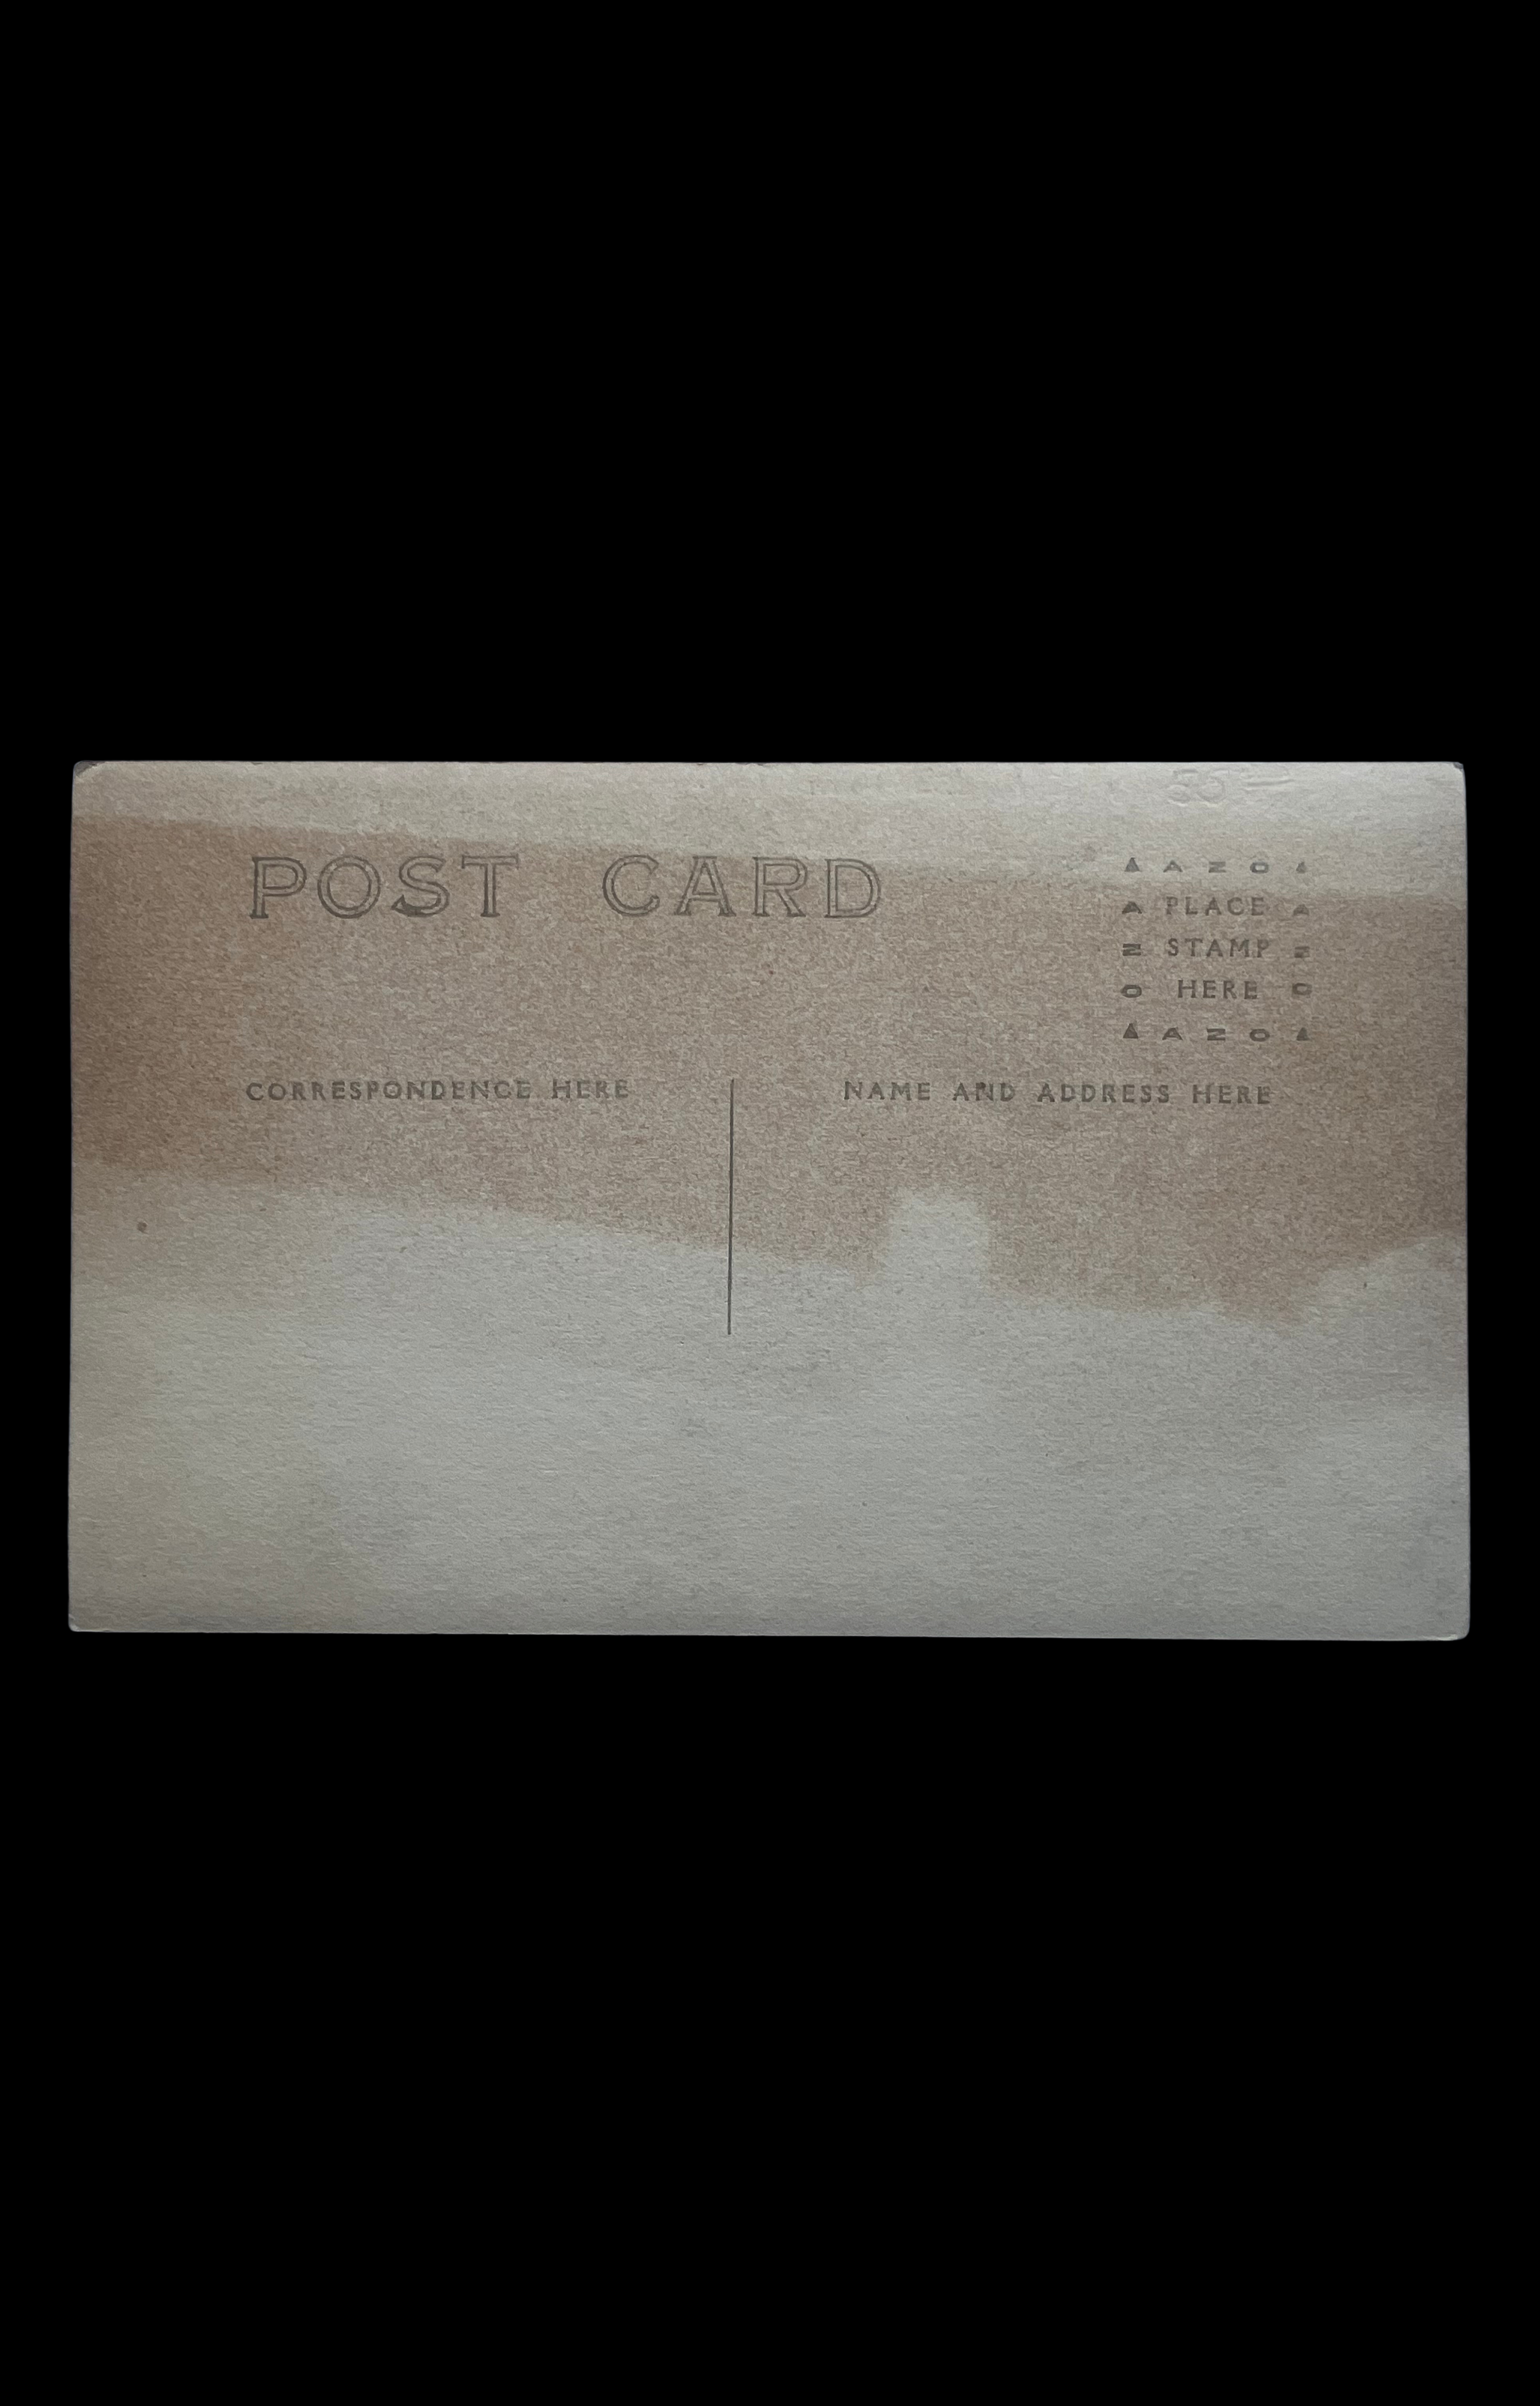 POST CARD
▲ AZO ▲
A PLACE A
Z STAMP Z
O HERE O
▲ AZO ▲
CORRESPONDENCE HERE
NAME AND ADDRESS HERE